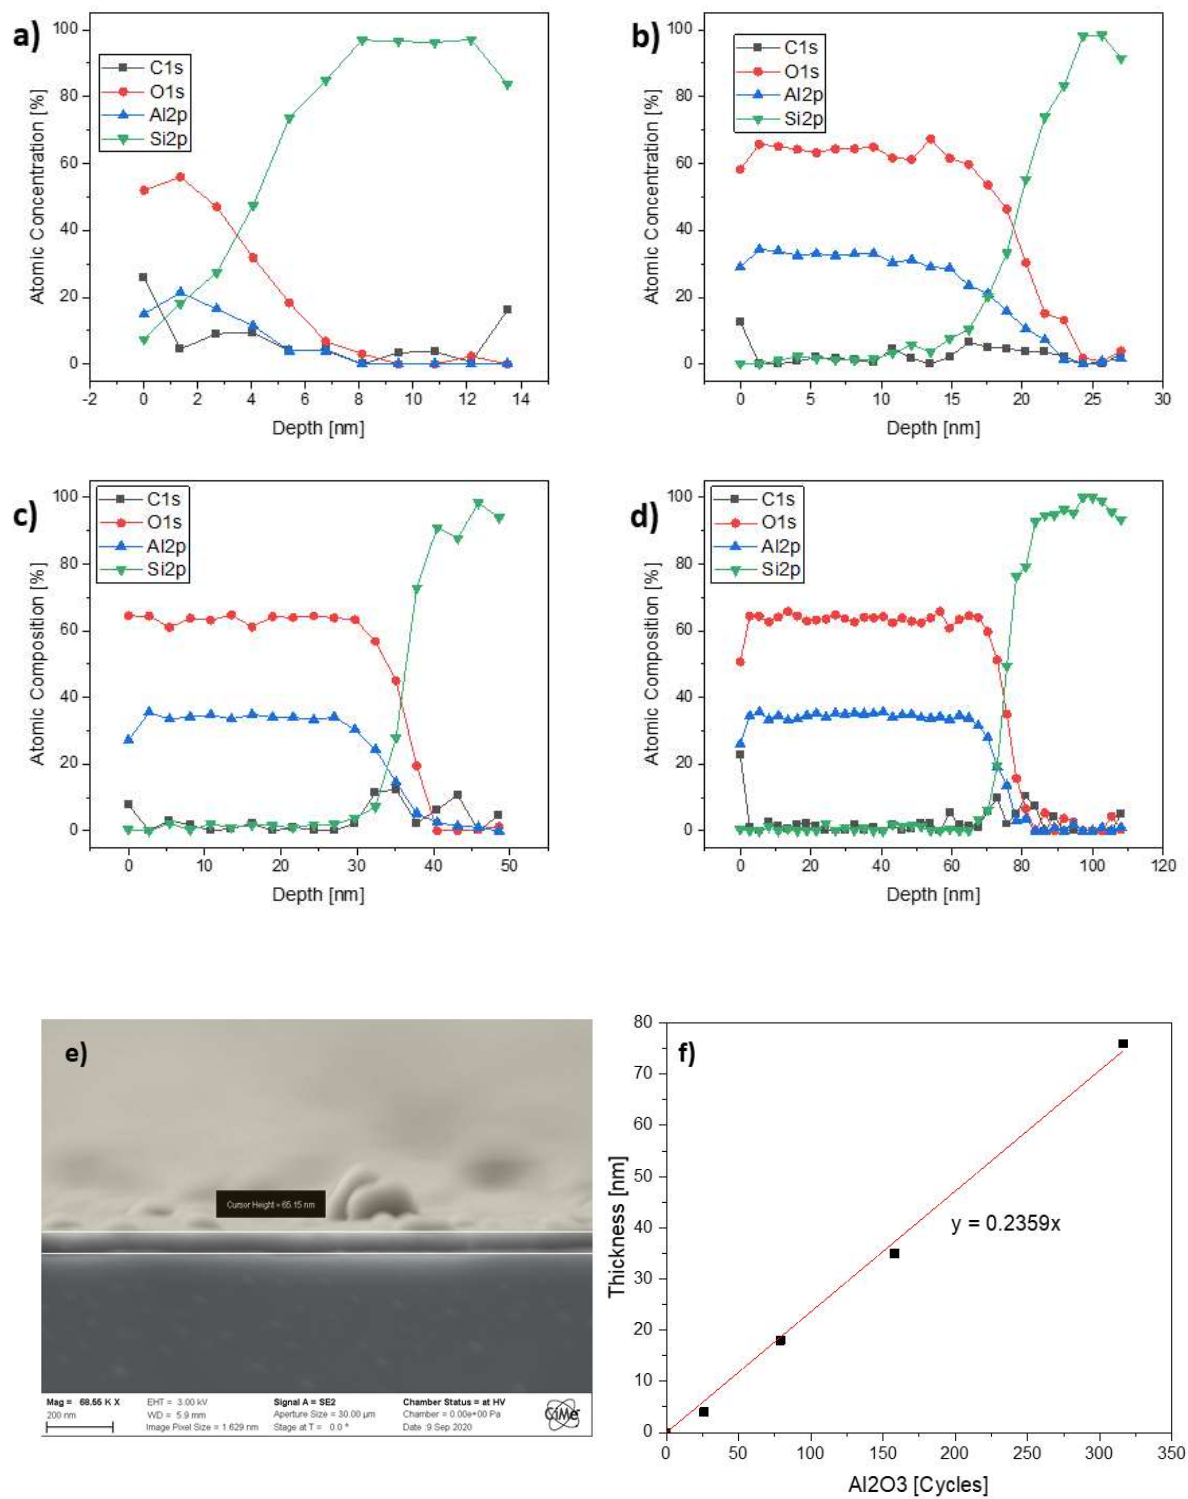 a)
C1s
O1s
Al2p
Si2p
Atomic Concentration [%]
100
80
60
40
20
0
-2 0 2 4 6 8 10 12 14
Depth [nm]
b)
C1s
O1s
Al2p
Si2p
Atomic Concentration [%]
100
80
60
40
20
0
0 5 10 15 20 25 30
Depth [nm]
c)
C1s
O1s
Al2p
Si2p
Atomic Composition [%]
100
80
60
40
20
0
0 10 20 30 40 50
Depth [nm]
d)
C1s
O1s
Al2p
Si2p
Atomic Composition [%]
100
80
60
40
20
0
0 20 40 60 80 100 120
Depth [nm]
e)
Cursor Height = 65.15 nm
Mag = 68.55 K X EHT = 3.00 kV Signal A = SE2 Chamber Status = at HV
200 nm WD = 5.9 mm Aperture Size = 30.00 µm Chamber = 0.00e+00 Pa
Image Pixel Size = 1.629 nm Stage at T = 0.0 ° Date :9 Sep 2020
CiMe
f)
80
70
60
50
40
30
20
10
0
Thickness [nm]
y = 0.2359x
0 50 100 150 200 250 300 350
Al2O3 [Cycles]